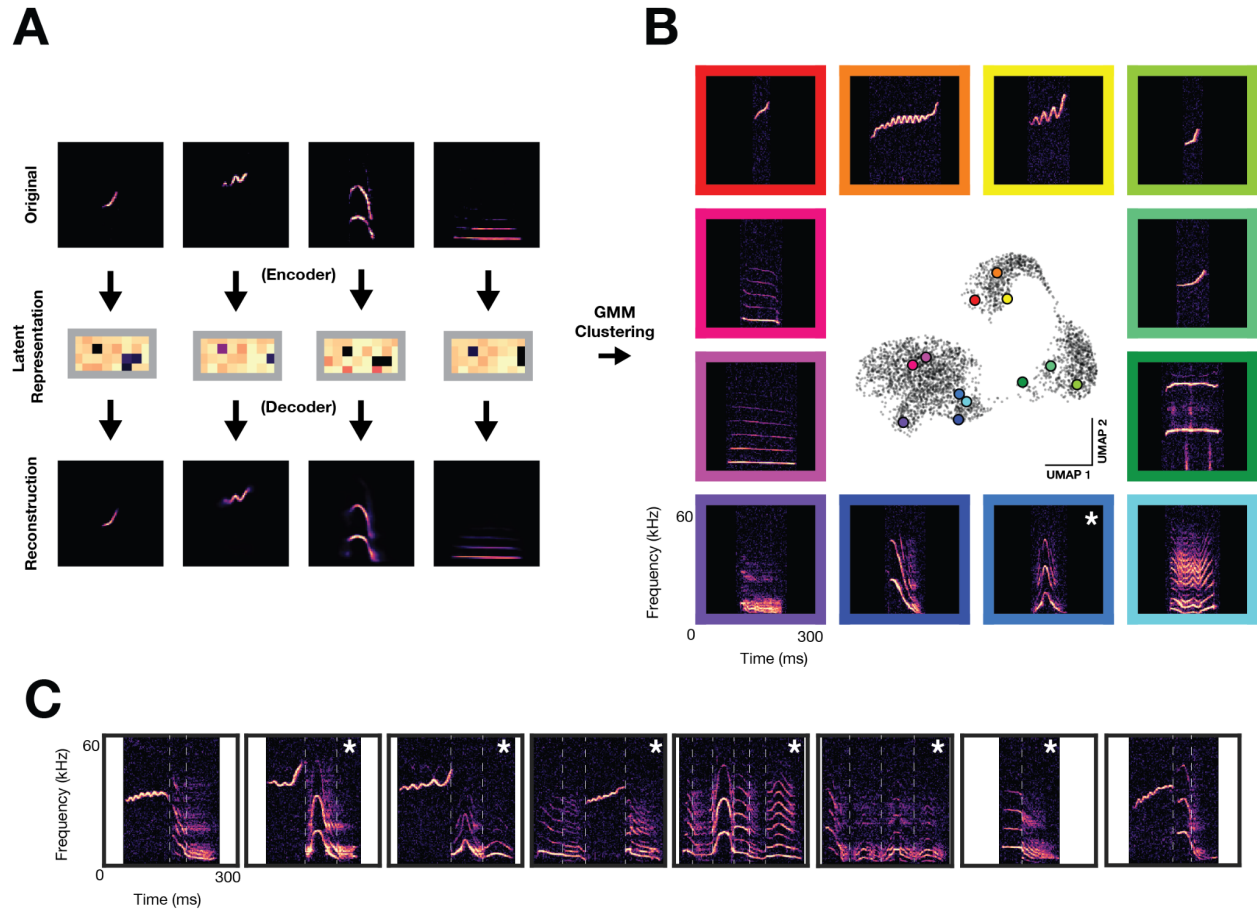 A
B
Original
(Encoder)
Latent
Representation
(Decoder)
Reconstruction
GMM
Clustering
UMAP 1
UMAP 2
60
Frequency (kHz)
*
0
300
Time (ms)
C
60
Frequency (kHz)
* * * * * *
0
300
Time (ms)